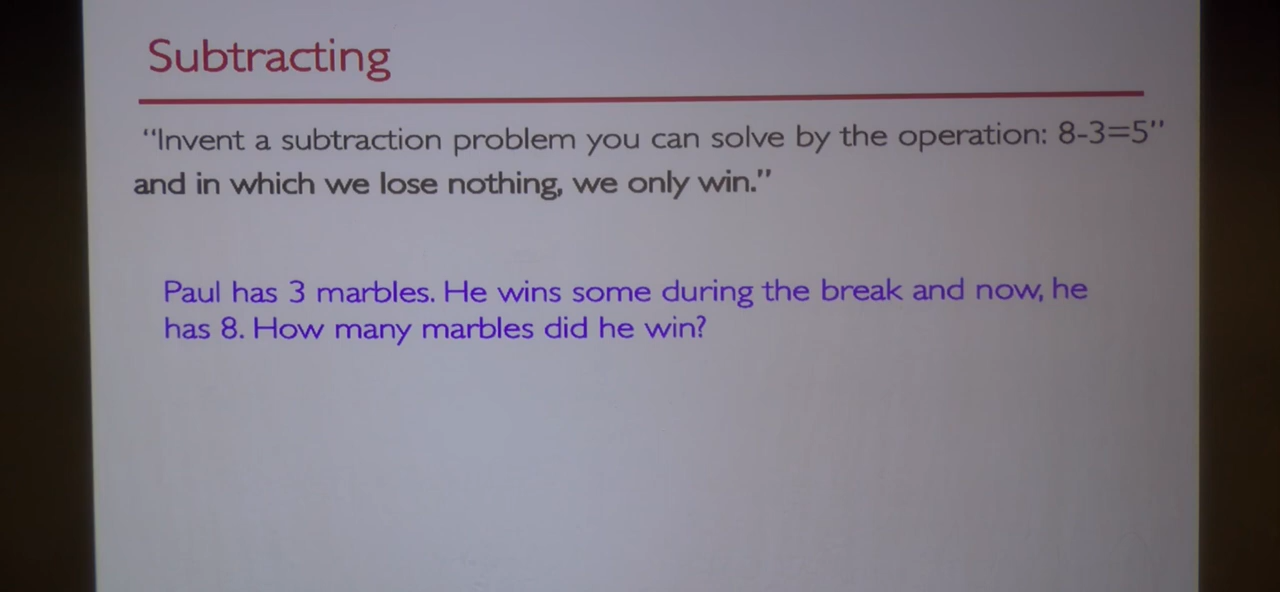 Subtracting
“Invent a subtraction problem you can solve by the operation: 8-3=5”
and in which we lose nothing, we only win.”
Paul has 3 marbles. He wins some during the break and now, he
has 8. How many marbles did he win?